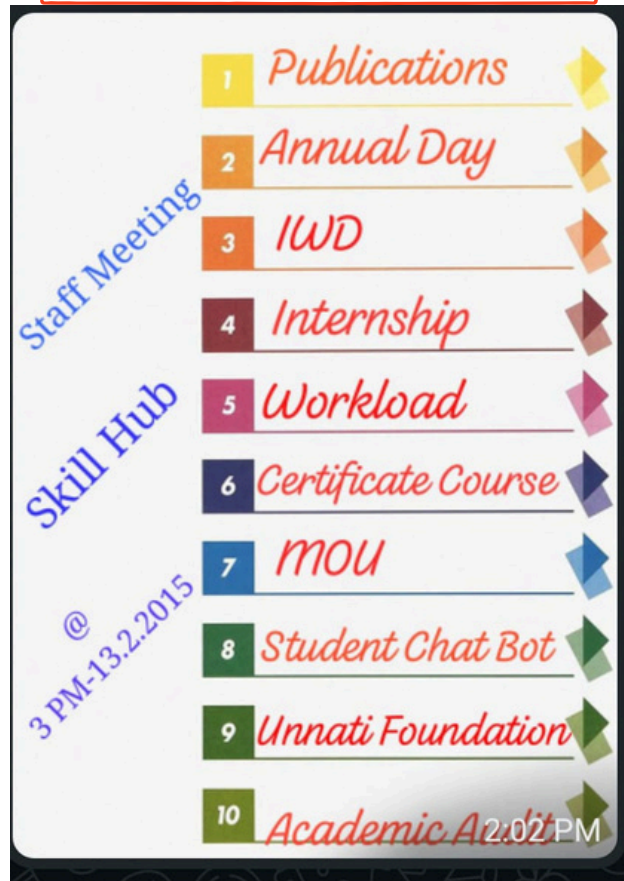 1 Publications
2 Annual Day
3 IWD
4 Internship
5 Workload
6 Certificate Course
7 MOU
8 Student Chat Bot
9 Unnati Foundation
10 Academic Audit
Staff Meeting
Skill Hub
@
3 PM-13.2.2015
2:02 PM